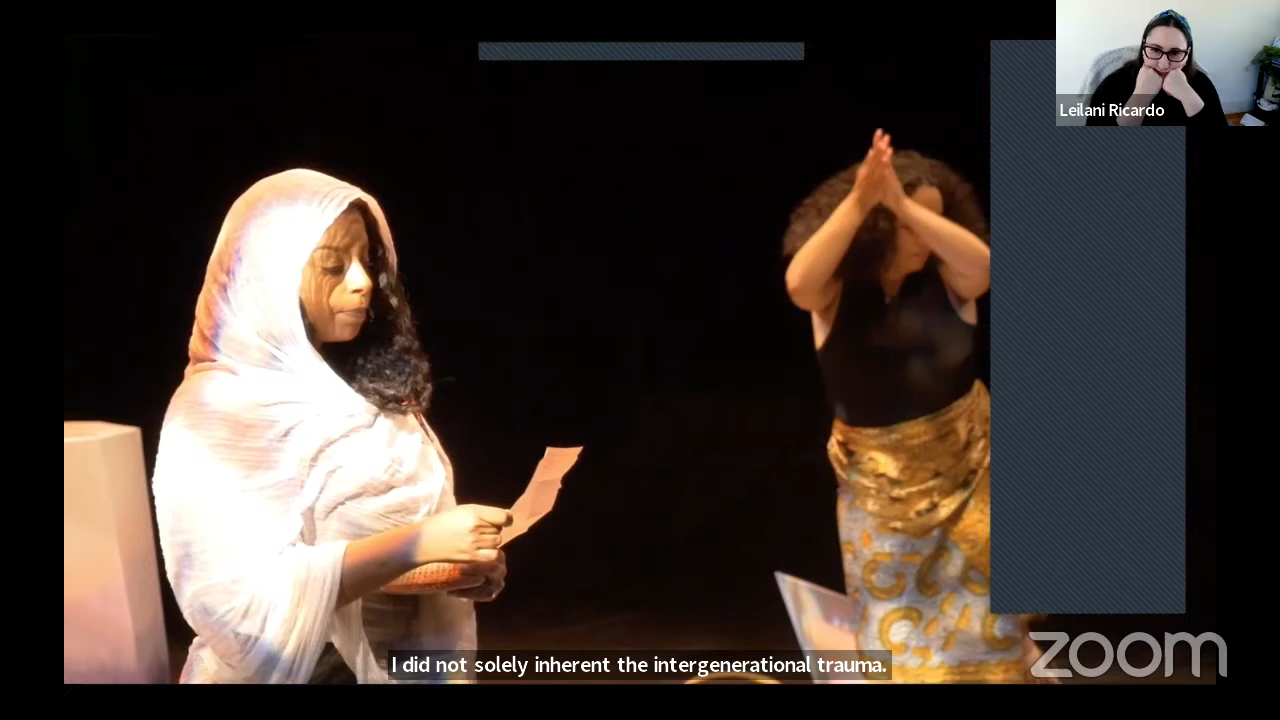 Leilani Ricardo
I did not solely inherent the intergenerational trauma.
zoom